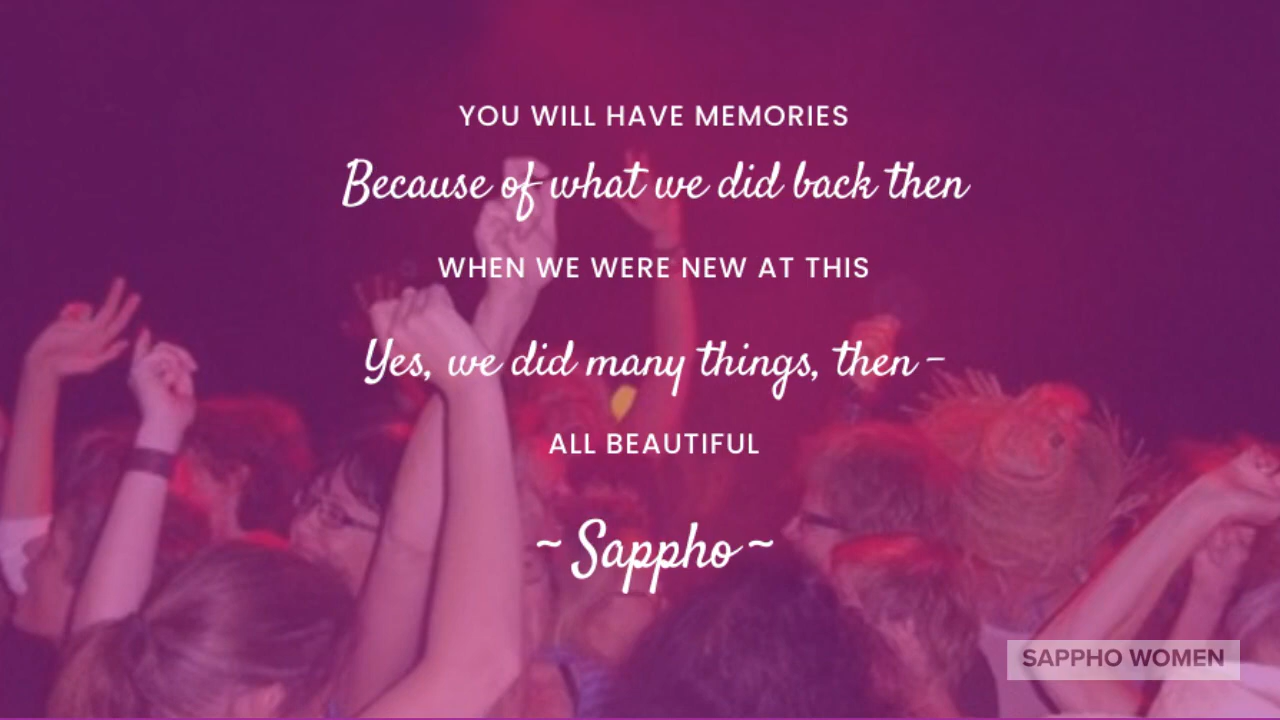 YOU WILL HAVE MEMORIES
Because of what we did back then
WHEN WE WERE NEW AT THIS
Yes, we did many things, then –
ALL BEAUTIFUL
~ Sappho ~
SAPPHO WOMEN